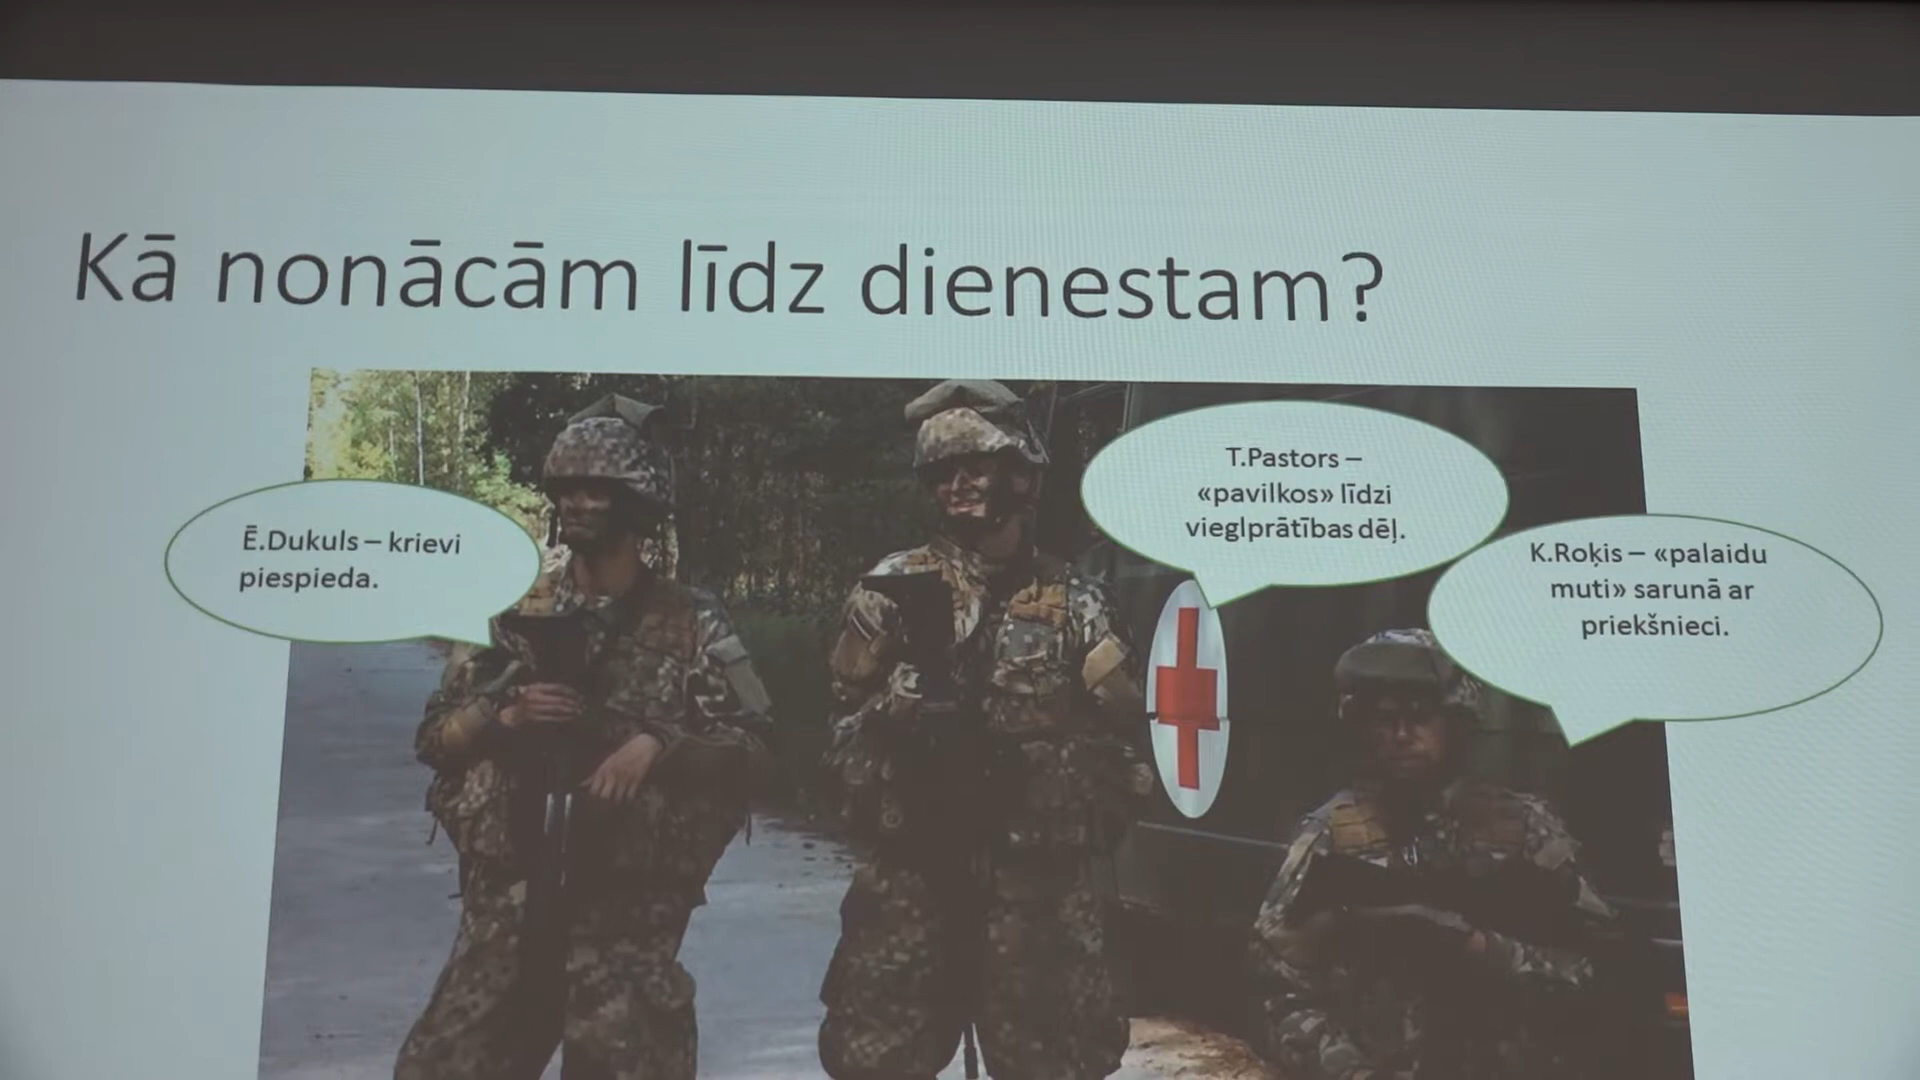 Kā nonācām līdz dienestam?
Ē.Dukuls – krievi
piespieda.
T.Pastors –
«pavilkos» līdzi
vieglprātības dēļ.
K.Roķis – «palaidu
muti» sarunā ar
priekšnieci.